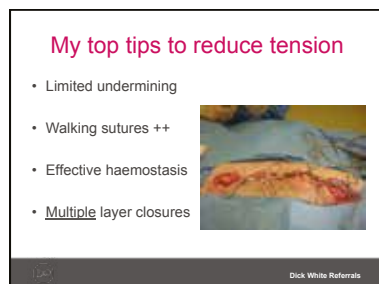 My top tips to reduce tension
• Limited undermining
• Walking sutures ++
• Effective haemostasis
• Multiple layer closures
Dick White Referrals